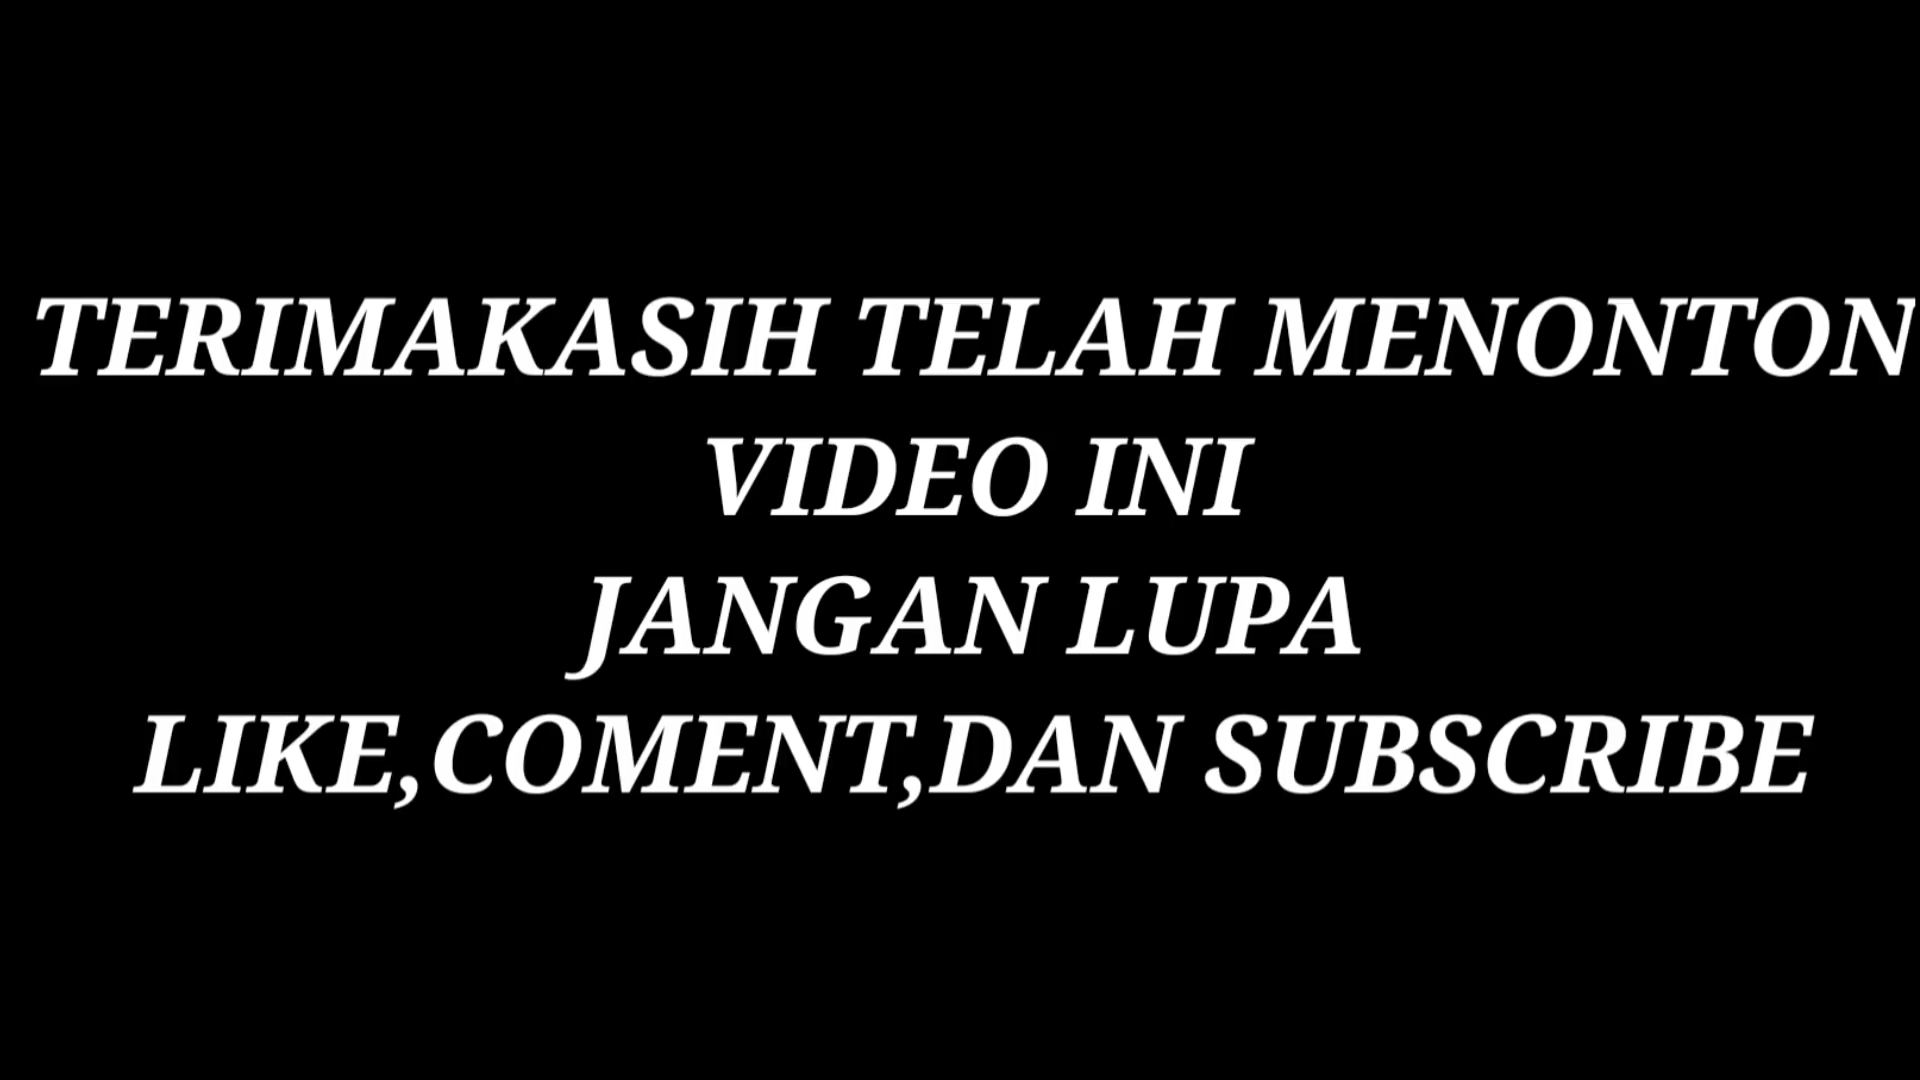 TERIMAKASIH TELAH MENONTON
VIDEO INI
JANGAN LUPA
LIKE,COMENT,DAN SUBSCRIBE